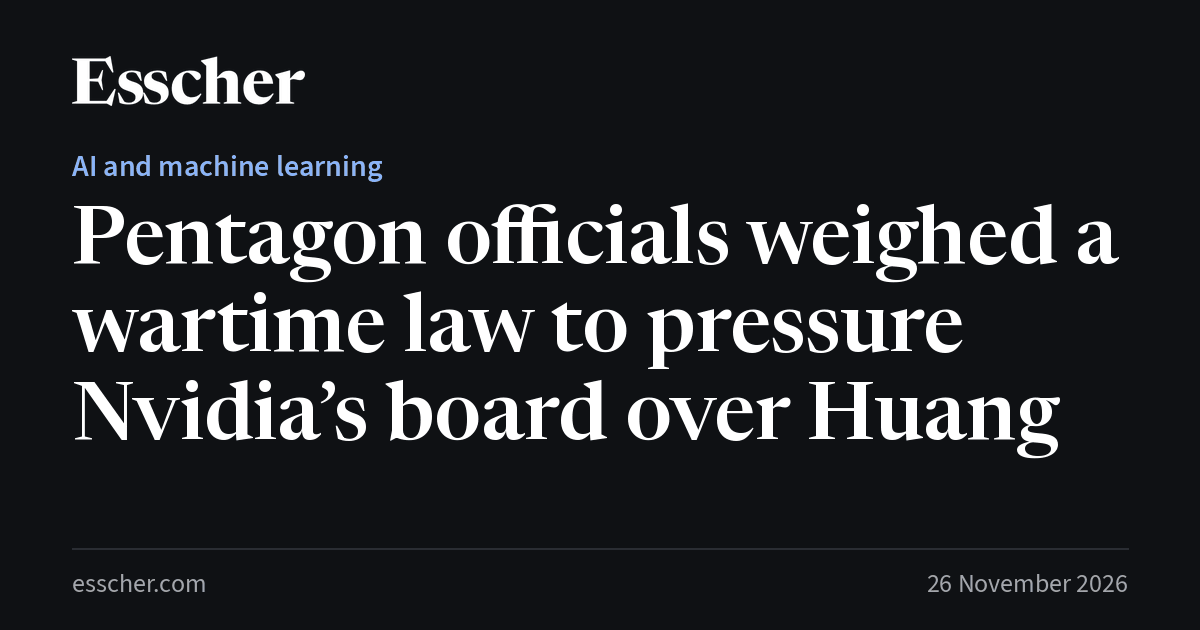 Esscher
AI and machine learning
Pentagon officials weighed a
wartime law to pressure
Nvidia’s board over Huang
esscher.com
26 November 2026